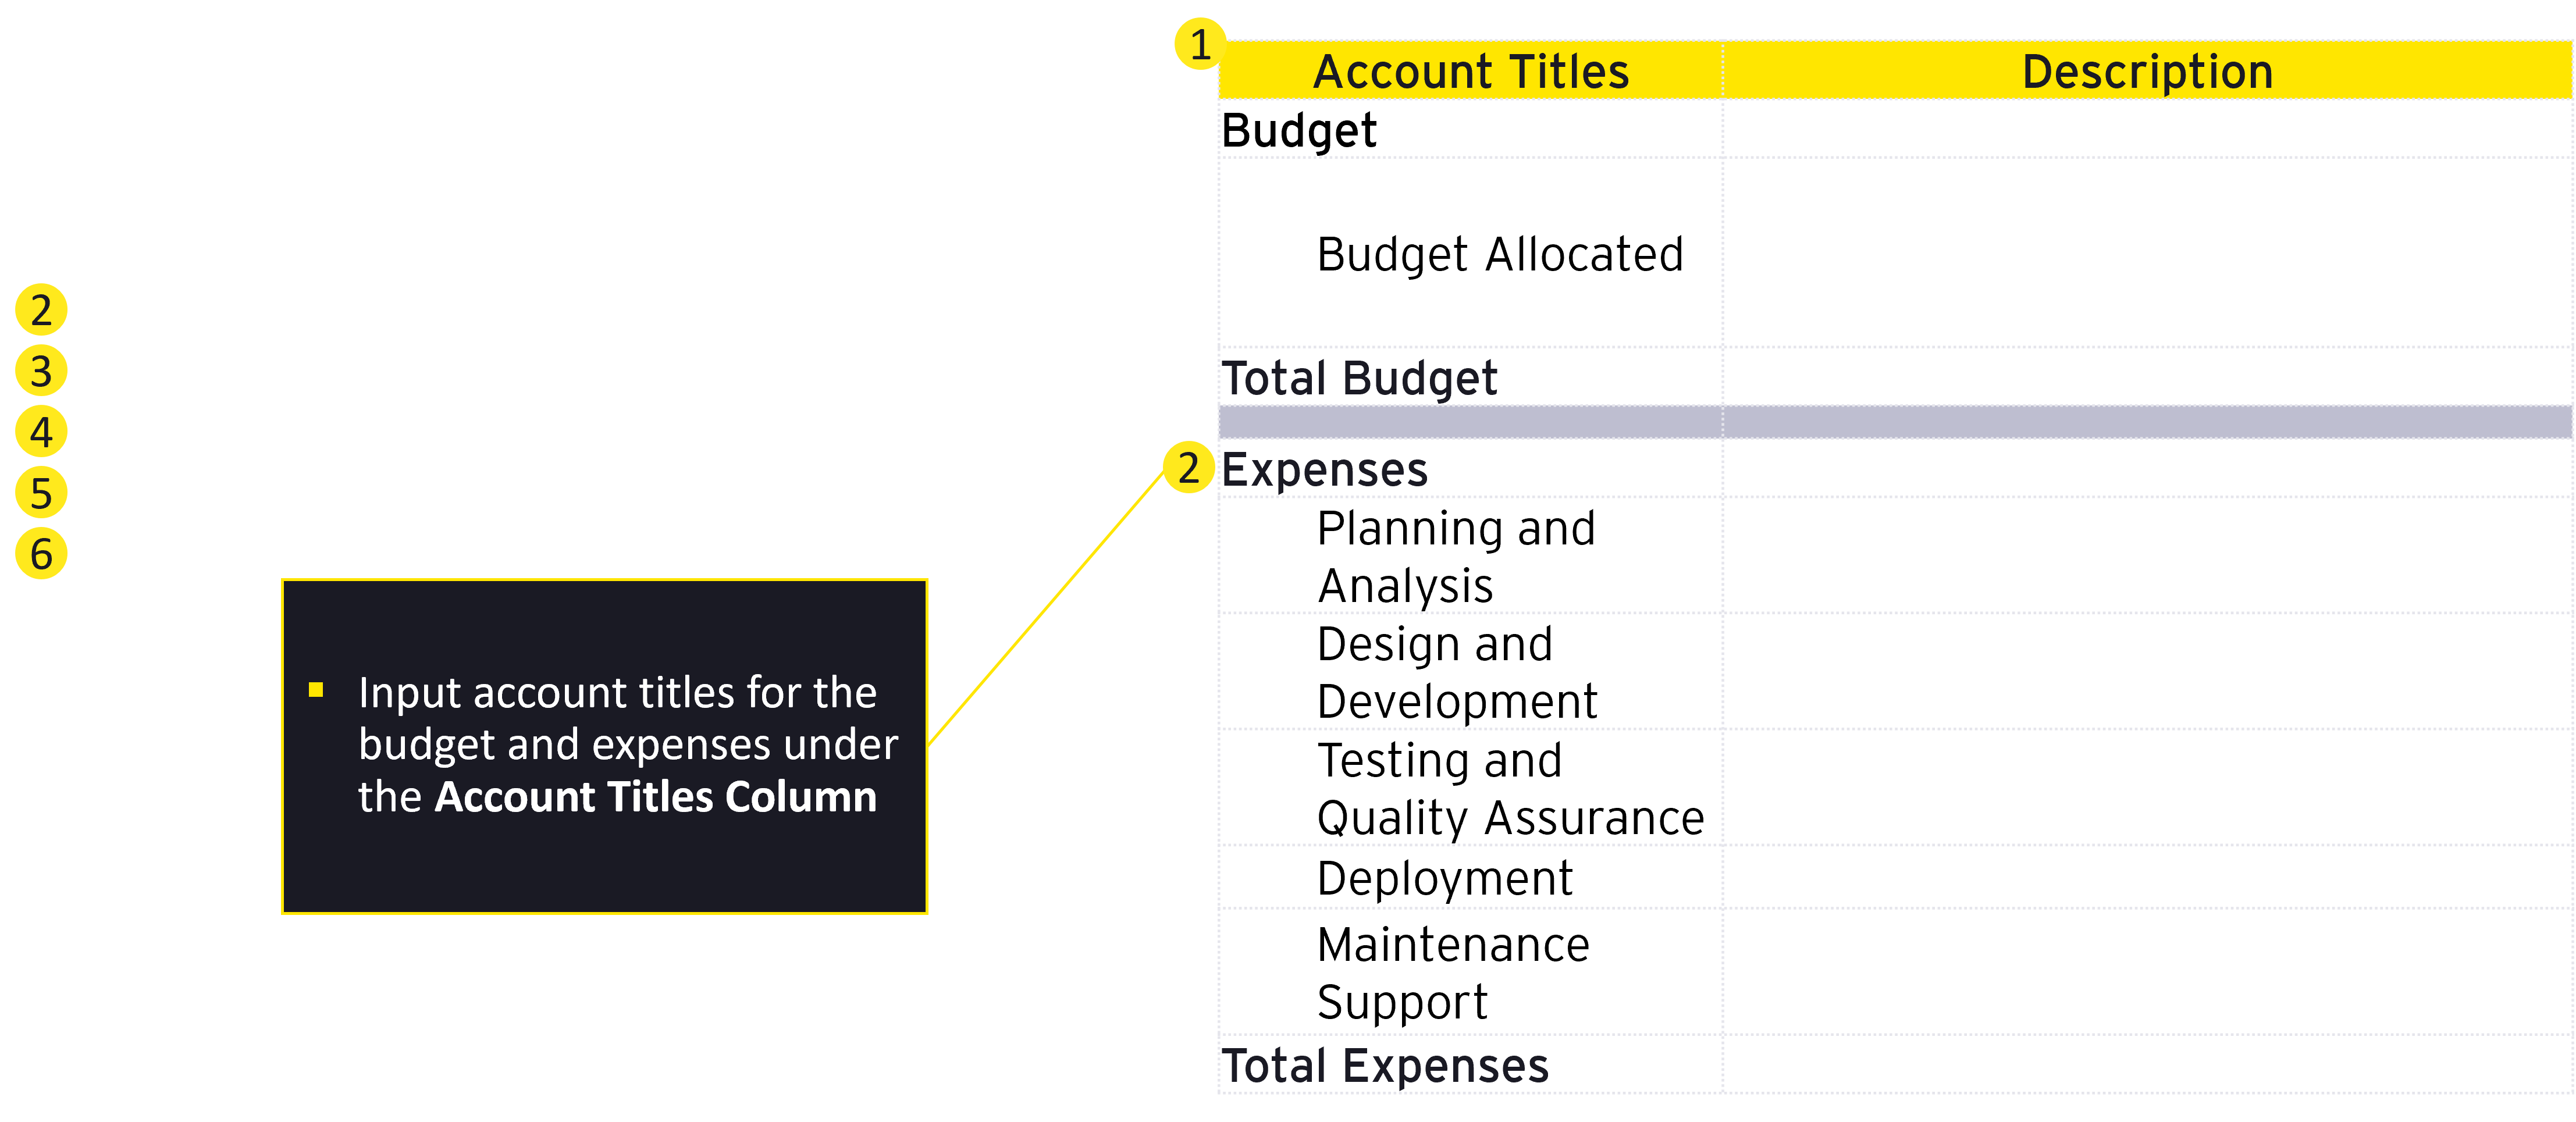 1
Account Titles Description
Budget
Budget Allocated
2
3
Total Budget
4
2 Expenses
5
Planning and
Analysis
6
Design and
Development
▪ Input account titles for the
budget and expenses under
the Account Titles Column
Testing and
Quality Assurance
Deployment
Maintenance
Support
Total Expenses